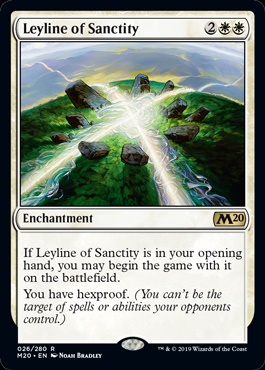 Leyline of Sanctity 2
Enchantment M20
If Leyline of Sanctity is in your opening
hand, you may begin the game with it
on the battlefield.
You have hexproof. (You can't be the
target of spells or abilities your opponents
control.)
026/280 R
M20 • EN NOAH BRADLEY
™ & © 2019 Wizards of the Coast